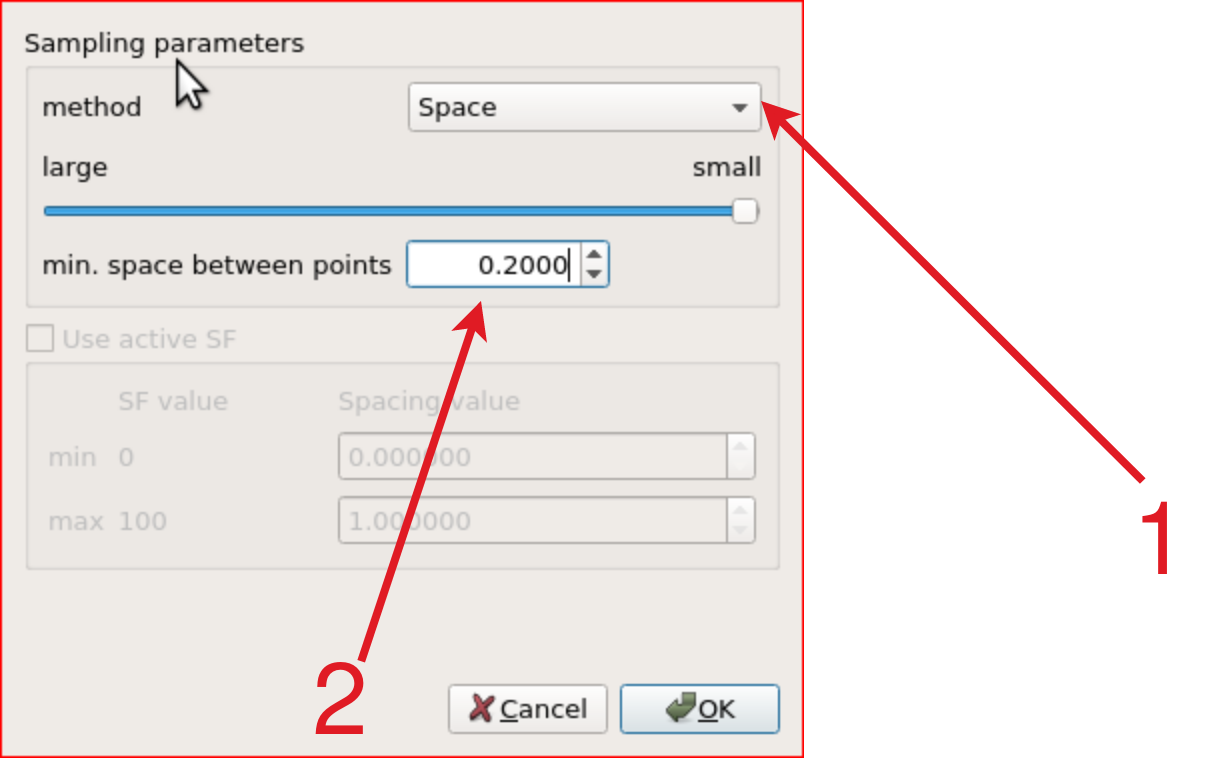 Sampling parameters
method Space
large small
min. space between points 0.2000
Use active SF
SF value Spacing value
min 0 0.000000
max 100 1.000000
1
2
Cancel OK